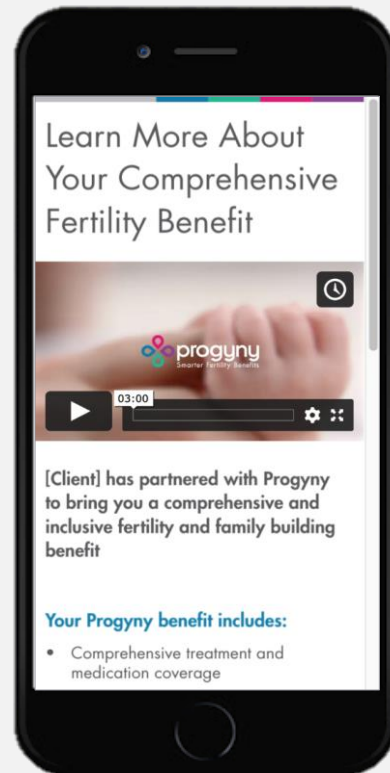 Learn More About
Your Comprehensive
Fertility Benefit
progyny
Smarter Fertility Benefits
03:00
[Client] has partnered with Progyny
to bring you a comprehensive and
inclusive fertility and family building
benefit
Your Progyny benefit includes:
• Comprehensive treatment and
medication coverage